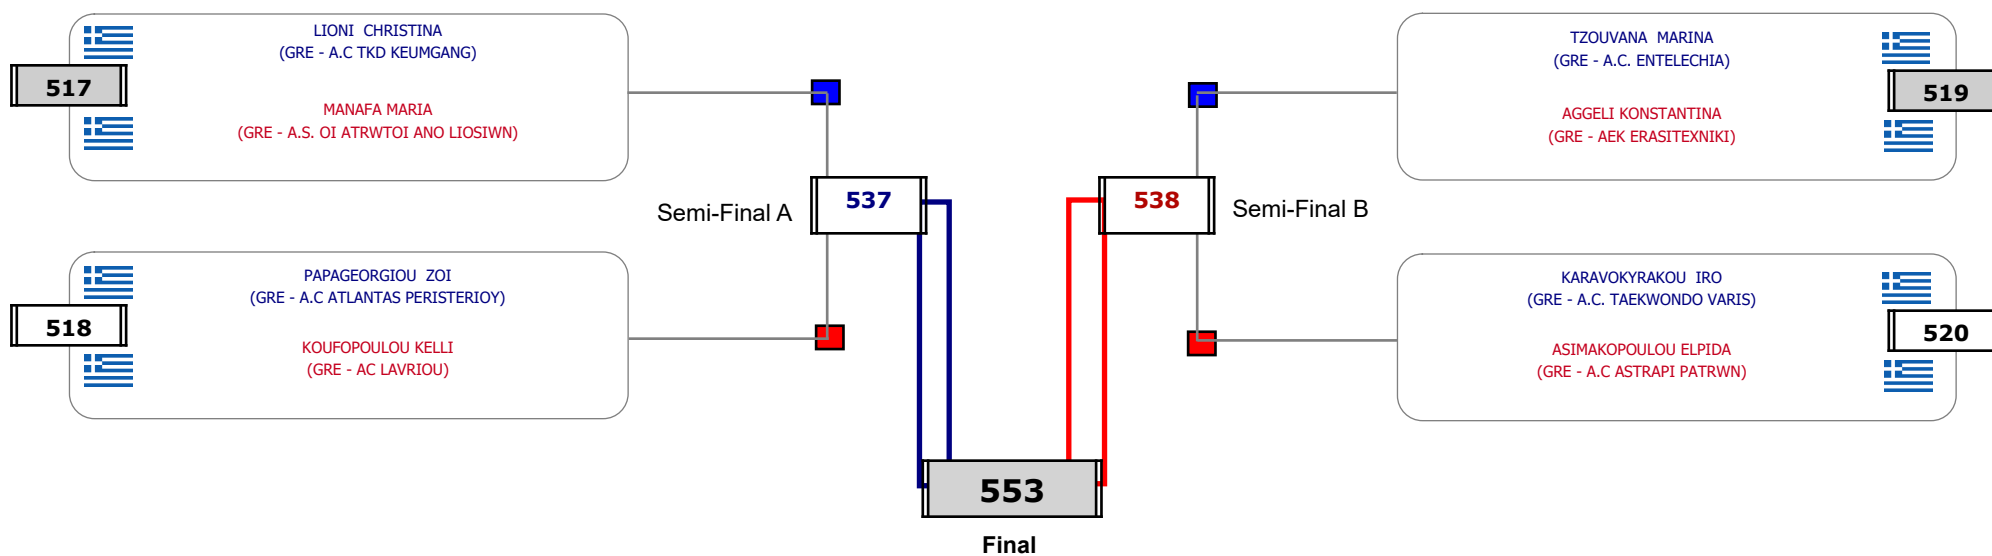 LIONI CHRISTINA
(GRE - A.C TKD KEUMGANG)
517
MANAFA MARIA
(GRE - A.S. OI ATRWTOI ANO LIOSIWN)
TZOUVANA MARINA
(GRE - A.C. ENTELECHIA)
519
AGGELI KONSTANTINA
(GRE - AEK ERASITEXNIKI)
Semi-Final A
537
538
Semi-Final B
PAPAGEORGIOU ZOI
(GRE - A.C ATLANTAS PERISTERIOY)
518
KOUFOPOULOU KELLI
(GRE - AC LAVRIOU)
KARAVOKYRAKOU IRO
(GRE - A.C. TAEKWONDO VARIS)
520
ASIMAKOPOULOU ELPIDA
(GRE - A.C ASTRAPI PATRWN)
553
Final